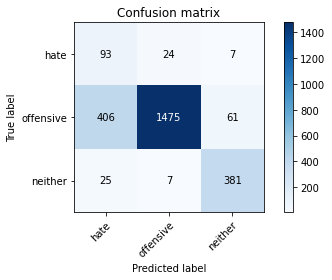 Confusion matrix
1400
hate 93 24 7
1200
1000
True label
offensive 406 1475 61
800
600
neither 25 7 381
400
200
hate offensive neither
Predicted label